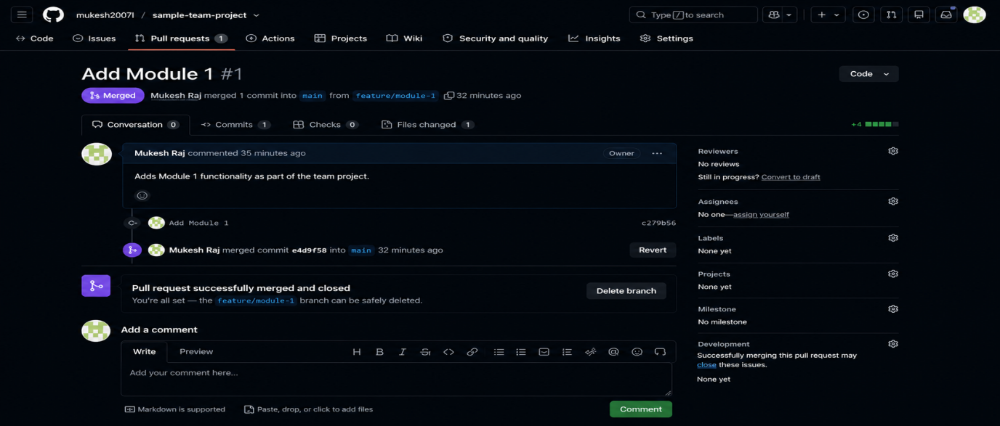 mukesh2007l / sample-team-project
Type / to search
Code Issues Pull requests 1 Actions Projects Wiki Security and quality Insights Settings
Add Module 1 #1
Code
Merged Mukesh Raj merged 1 commit into main from feature/module-1 32 minutes ago
Conversation 0 Commits 1 Checks 0 Files changed 1
+4
Mukesh Raj commented 35 minutes ago
Owner ...
Adds Module 1 functionality as part of the team project.
Add Module 1
c279b56
Mukesh Raj merged commit e4d9f58 into main 32 minutes ago
Revert
Pull request successfully merged and closed
You're all set — the feature/module-1 branch can be safely deleted.
Delete branch
Add a comment
Write Preview
Add your comment here...
Markdown is supported
Paste, drop, or click to add files
Comment
Reviewers
No reviews
Still in progress? Convert to draft
Assignees
No one—assign yourself
Labels
None yet
Projects
None yet
Milestone
No milestone
Development
Successfully merging this pull request may
close these issues.
None yet